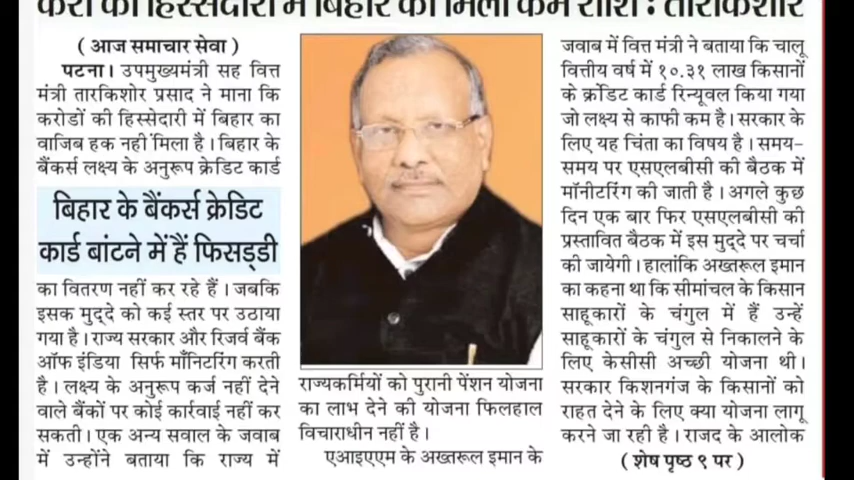 करों की हिस्सेदारी में बिहार को मिली कम राशि : तारकिशोर
( आज समाचार सेवा )
पटना। उपमुख्यमंत्री सह वित्त
मंत्री तारकिशोर प्रसाद ने माना कि
करोडों की हिस्सेदारी में बिहार का
वाजिब हक नहीं मिला है। बिहार के
बैंकर्स लक्ष्य के अनुरूप क्रेडिट कार्ड
बिहार के बैंकर्स क्रेडिट
कार्ड बांटने में हैं फिसड्डी
का वितरण नहीं कर रहे हैं। जबकि
इसक मुद्दे को कई स्तर पर उठाया
गया है। राज्य सरकार और रिजर्व बैंक
ऑफ इंडिया सिर्फ मॉँनिटरिंग करती
है। लक्ष्य के अनुरूप कर्ज नहीं देने
वाले बैंकों पर कोई कार्रवाई नहीं कर
सकती। एक अन्य सवाल के जवाब
में उन्होंने बताया कि राज्य में
राज्यकर्मियों को पुरानी पेंशन योजना
का लाभ देने की योजना फिलहाल
विचाराधीन नहीं है।
एआइएएम के अख्तरूल इमान के
जवाब में वित्त मंत्री ने बताया कि चालू
वित्तीय वर्ष में १०.३१ लाख किसानों
के क्रेडिट कार्ड रिन्यूवल किया गया
जो लक्ष्य से काफी कम है। सरकार के
लिए यह चिंता का विषय है। समय-
समय पर एसएलबीसी की बैठक में
मॉनीटरिंग की जाती है। अगले कुछ
दिन एक बार फिर एसएलबीसी की
प्रस्तावित बैठक में इस मुद्दे पर चर्चा
की जायेगी। हालांकि अख्तरूल इमान
का कहना था कि सीमांचल के किसान
साहूकारों के चंगुल में हैं उन्हें
साहूकारों के चंगुल से निकालने के
लिए केसीसी अच्छी योजना थी।
सरकार किशनगंज के किसानों को
राहत देने के लिए क्या योजना लागू
करने जा रही है। राजद के आलोक
( शेष पृष्ठ ९ पर )